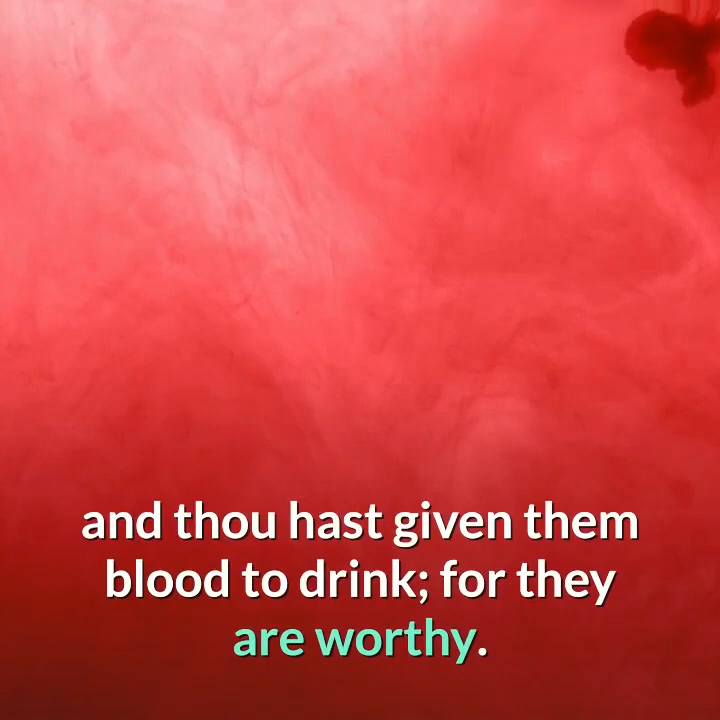 and thou hast given them
blood to drink; for they
are worthy.